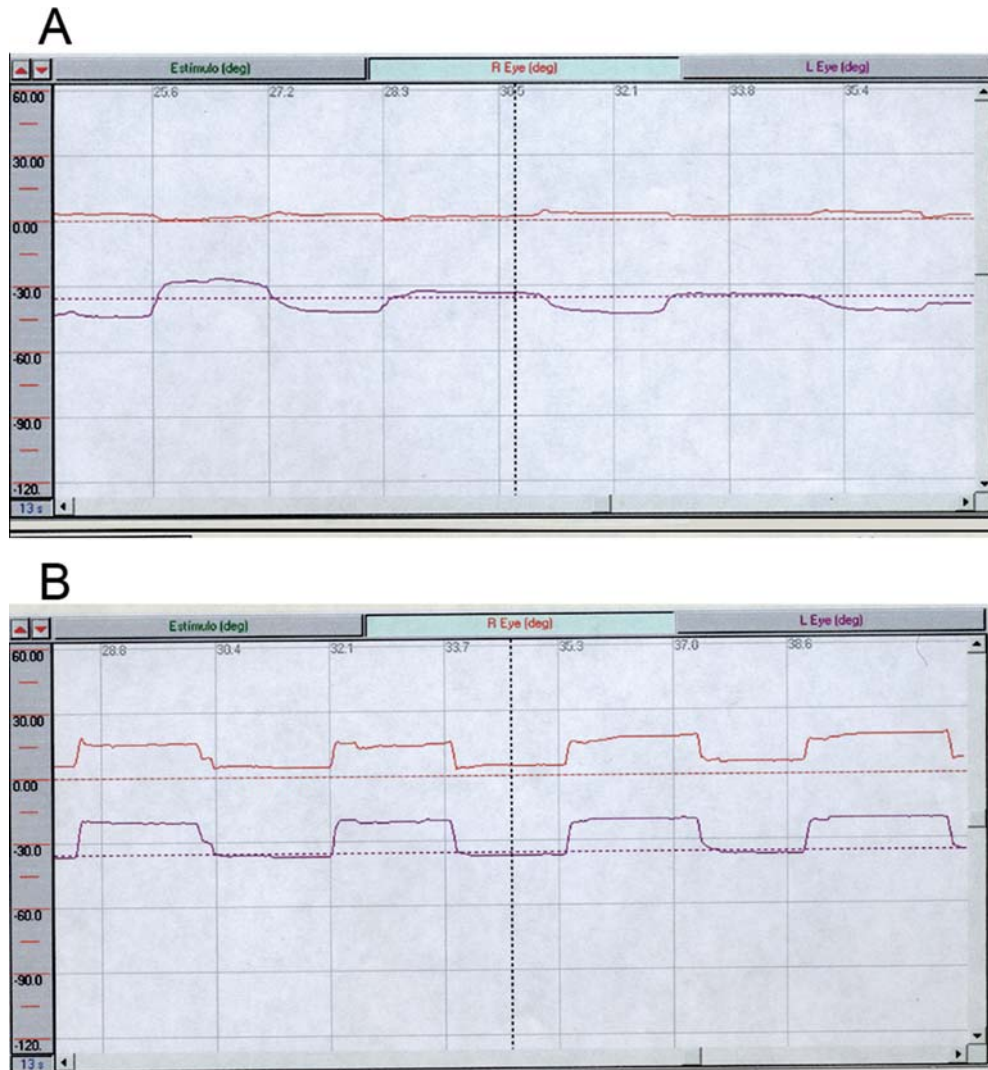 A
Estímulo (deg) R Eye (deg) L Eye (deg)
60.00 25.6 27.2 28.9 30.5 32.1 33.8 35.4
30.00
0.00
-30.0
-60.0
-90.0
-120.
13 s
B
Estímulo (deg) R Eye (deg) L Eye (deg)
60.00 28.8 30.4 32.1 33.7 35.3 37.0 38.6
30.00
0.00
-30.0
-60.0
-90.0
-120.
13 s